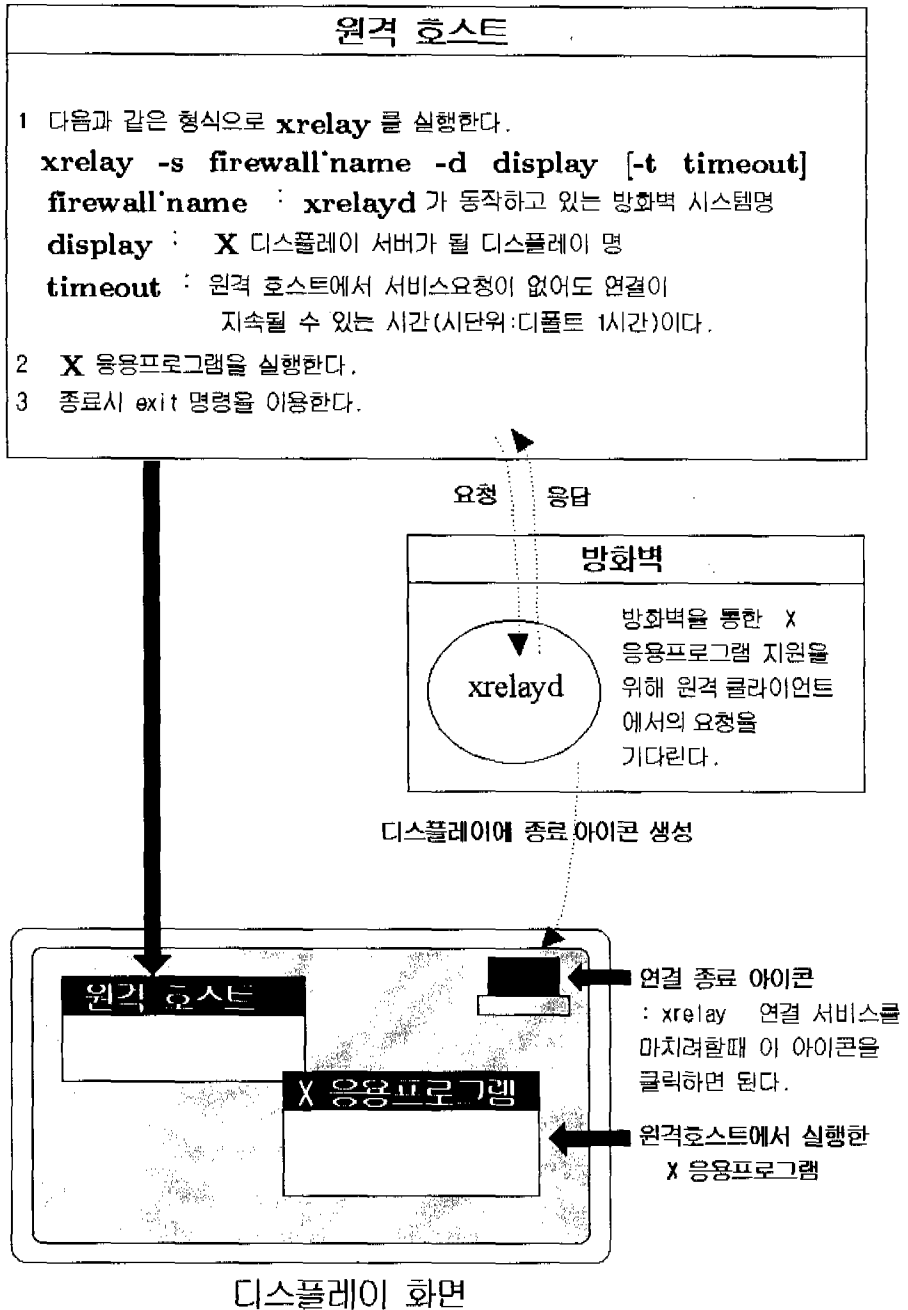 원격 호스트
1 다음과 같은 형식으로 xrelay 를 실행한다.
xrelay -s firewall˙name -d display [-t timeout]
firewall˙name : xrelayd 가 동작하고 있는 방화벽 시스템명
display : X 디스플레이 서버가 될 디스플레이 명
timeout : 원격 호스트에서 서비스요청이 없어도 연결이
지속될 수 있는 시간(시단위:디폴트 1시간)이다.
2 X 응용프로그램을 실행한다.
3 종료시 exit 명령을 이용한다.
요청 응답
방화벽
xrelayd
방화벽을 통한 X
응용프로그램 지원을
위해 원격 클라이언트
에서의 요청을
기다린다.
디스플레이에 종료 아이콘 생성
원격 호스트
X 응용프로그램
연결 종료 아이콘
: xrelay 연결 서비스를
마치려할때 이 아이콘을
클릭하면 된다.
원격호스트에서 실행한
X 응용프로그램
디스플레이 화면